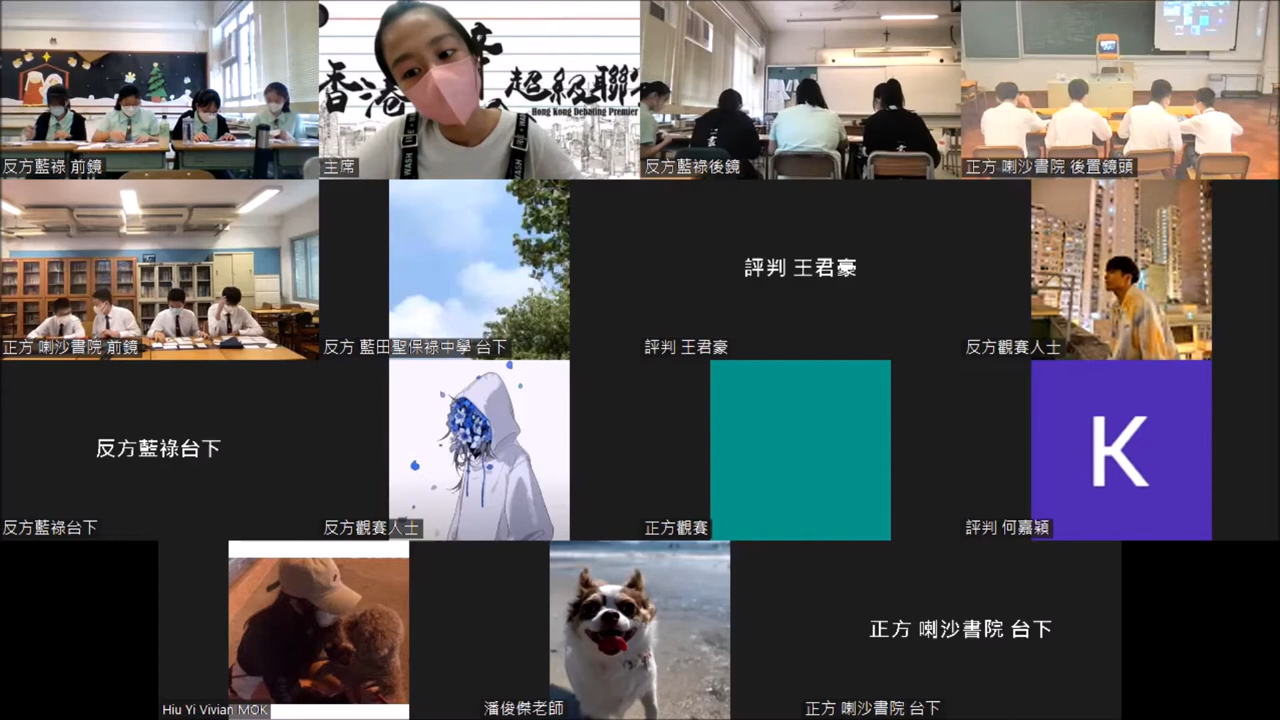 香港
超級聯
Hong Kong Debating Premier
反方藍祿 前鏡
主席
反方藍祿後鏡
正方 喇沙書院 後置鏡頭
正方 喇沙書院 前鏡
反方 藍田聖保祿中學 台下
評判 王君豪
評判 王君豪
反方觀賽人士
反方藍祿台下
反方藍祿台下
反方觀賽人士
正方觀賽
K
評判 何嘉穎
Hiu Yi Vivian MOK
潘俊傑老師
正方 喇沙書院 台下
正方 喇沙書院 台下